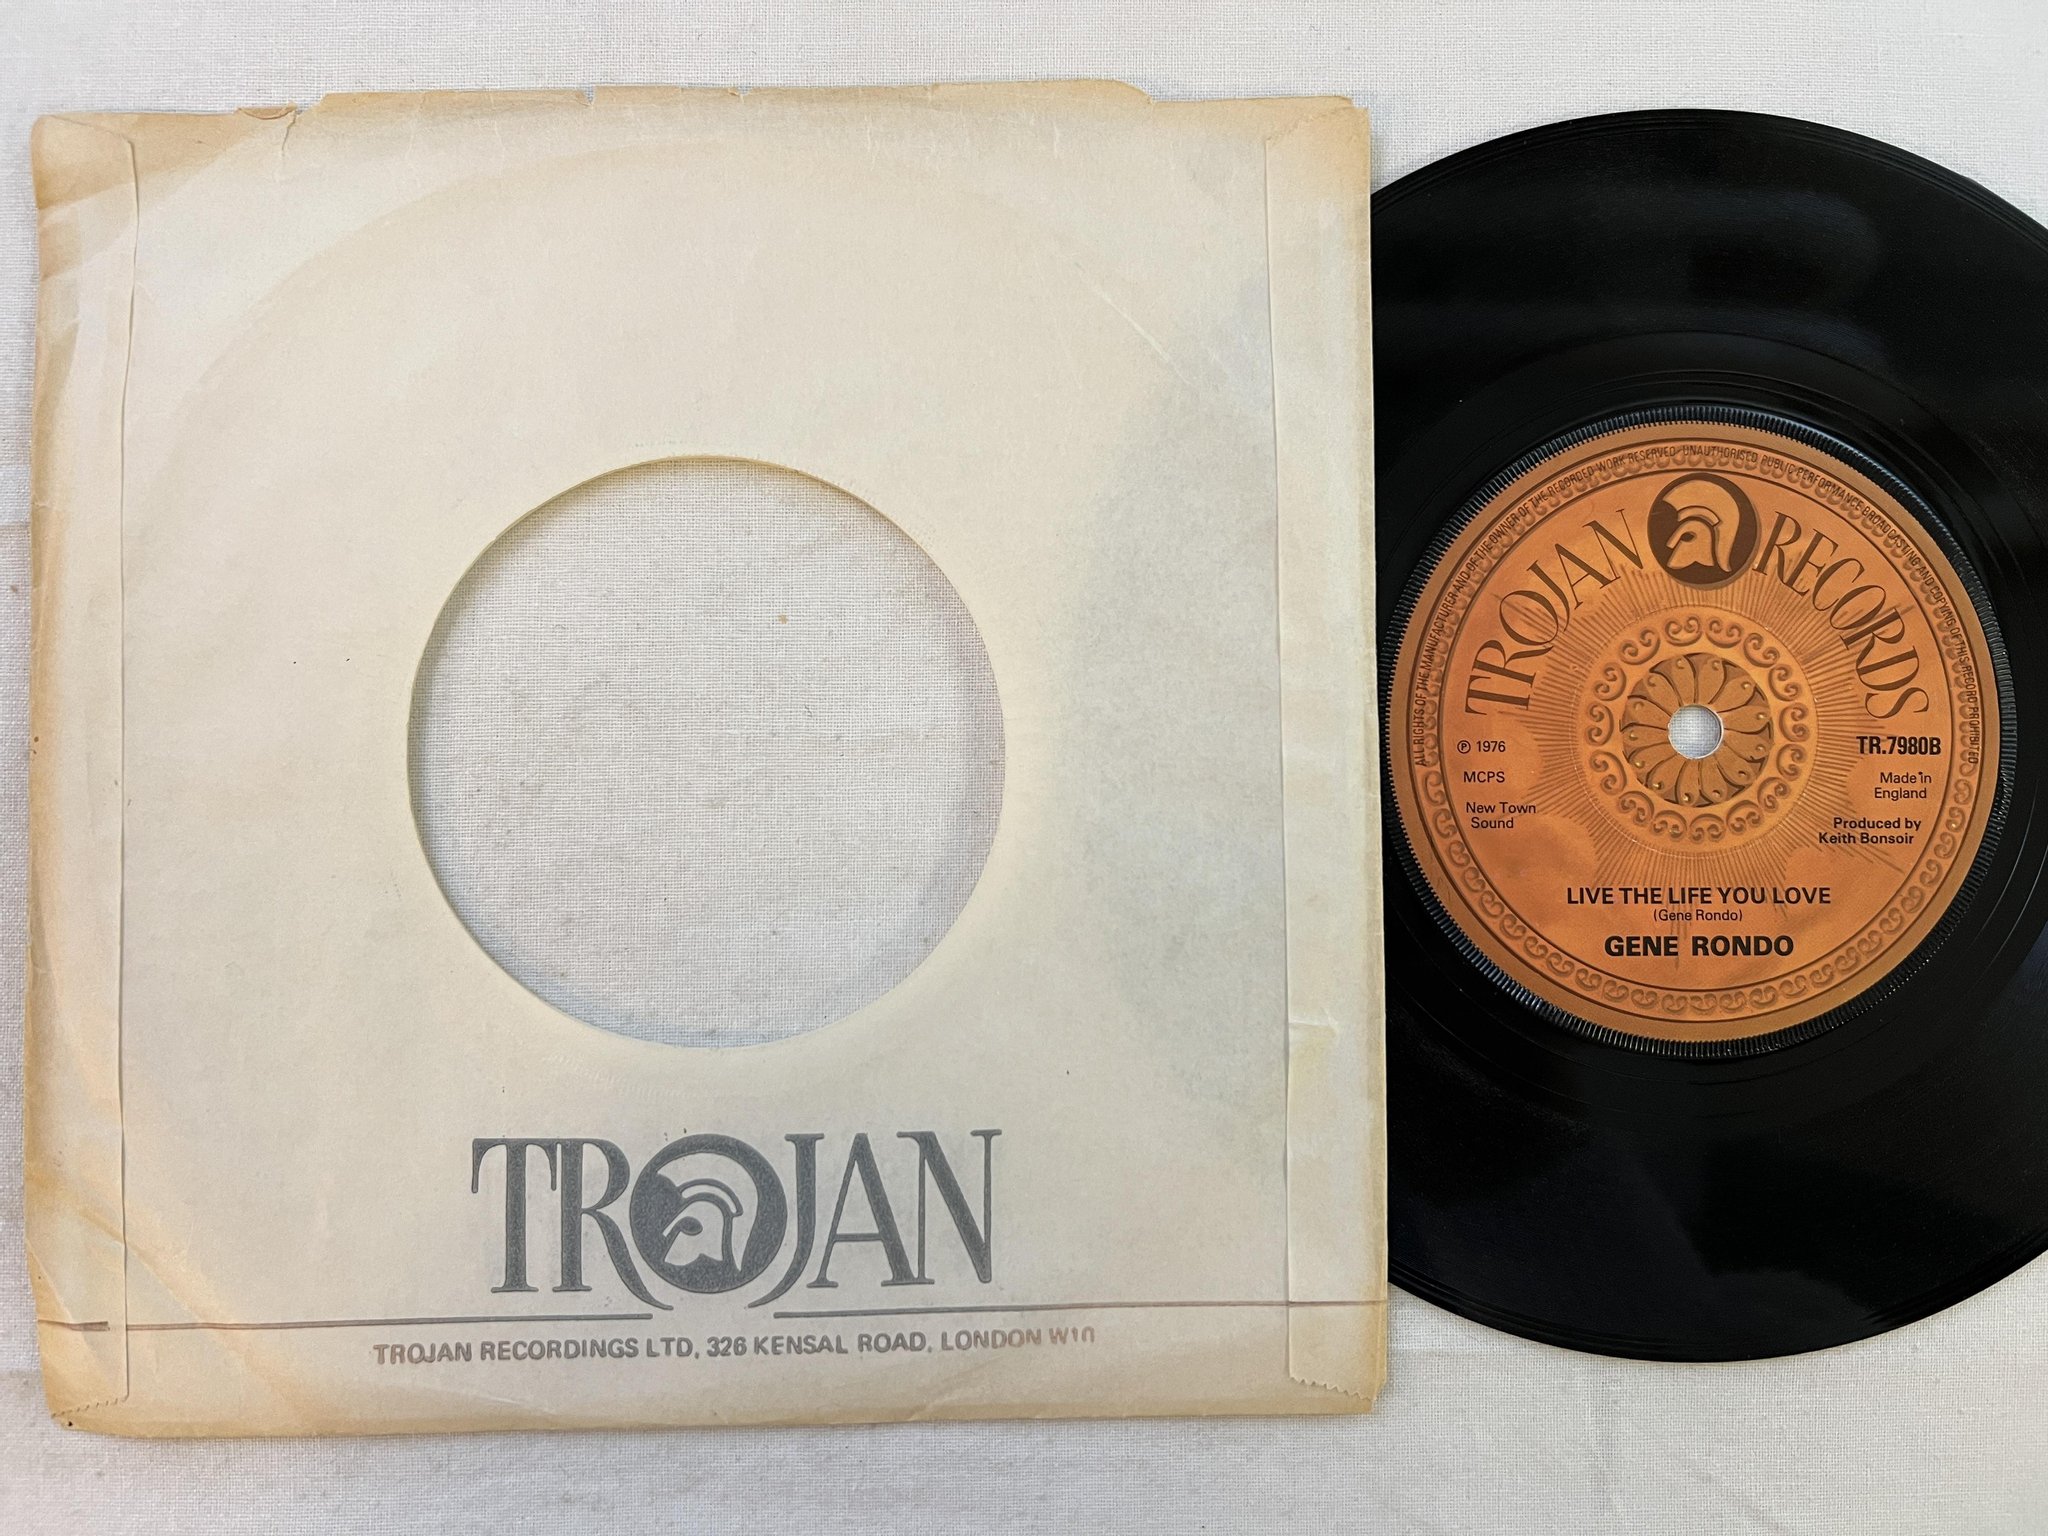 TROJAN
TROJAN RECORDINGS LTD, 326 KENSAL ROAD, LONDON W10
ALL RIGHTS OF THE MANUFACTURER AND OF THE OWNER OF THE RECORDED WORK RESERVED · UNAUTHORISED PUBLIC PERFORMANCE BROADCASTING AND COPYING OF THIS RECORD PROHIBITED
TROJAN RECORDS
℗ 1976
MCPS
New Town
Sound
TR.7980B
Made in
England
Produced by
Keith Bonsoir
LIVE THE LIFE YOU LOVE
(Gene Rondo)
GENE RONDO